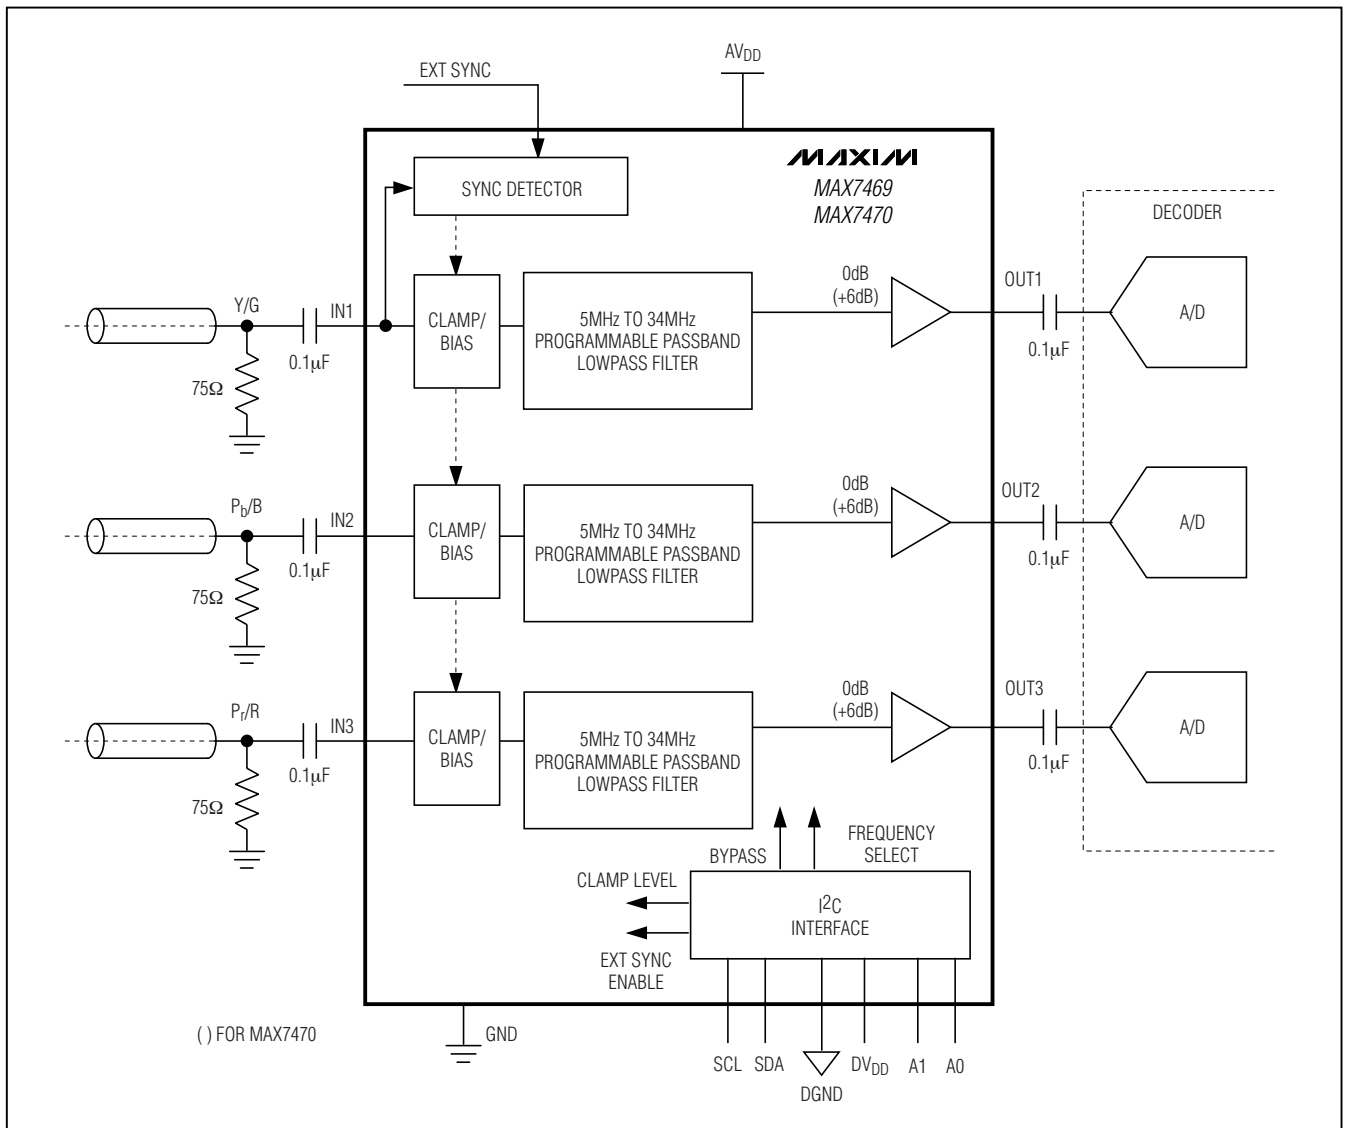 AVDD
EXT SYNC
MAXIM
MAX7469
MAX7470
SYNC DETECTOR
DECODER
Y/G
IN1
0.1μF
75Ω
CLAMP/
BIAS
5MHz TO 34MHz
PROGRAMMABLE PASSBAND
LOWPASS FILTER
0dB
(+6dB)
OUT1
0.1μF
A/D
Pb/B
IN2
0.1μF
75Ω
CLAMP/
BIAS
5MHz TO 34MHz
PROGRAMMABLE PASSBAND
LOWPASS FILTER
0dB
(+6dB)
OUT2
0.1μF
A/D
Pr/R
IN3
0.1μF
75Ω
CLAMP/
BIAS
5MHz TO 34MHz
PROGRAMMABLE PASSBAND
LOWPASS FILTER
0dB
(+6dB)
OUT3
0.1μF
A/D
BYPASS
FREQUENCY
SELECT
CLAMP LEVEL
I2C
INTERFACE
EXT SYNC
ENABLE
( ) FOR MAX7470
GND
SCL
SDA
DGND
DVDD
A1
A0